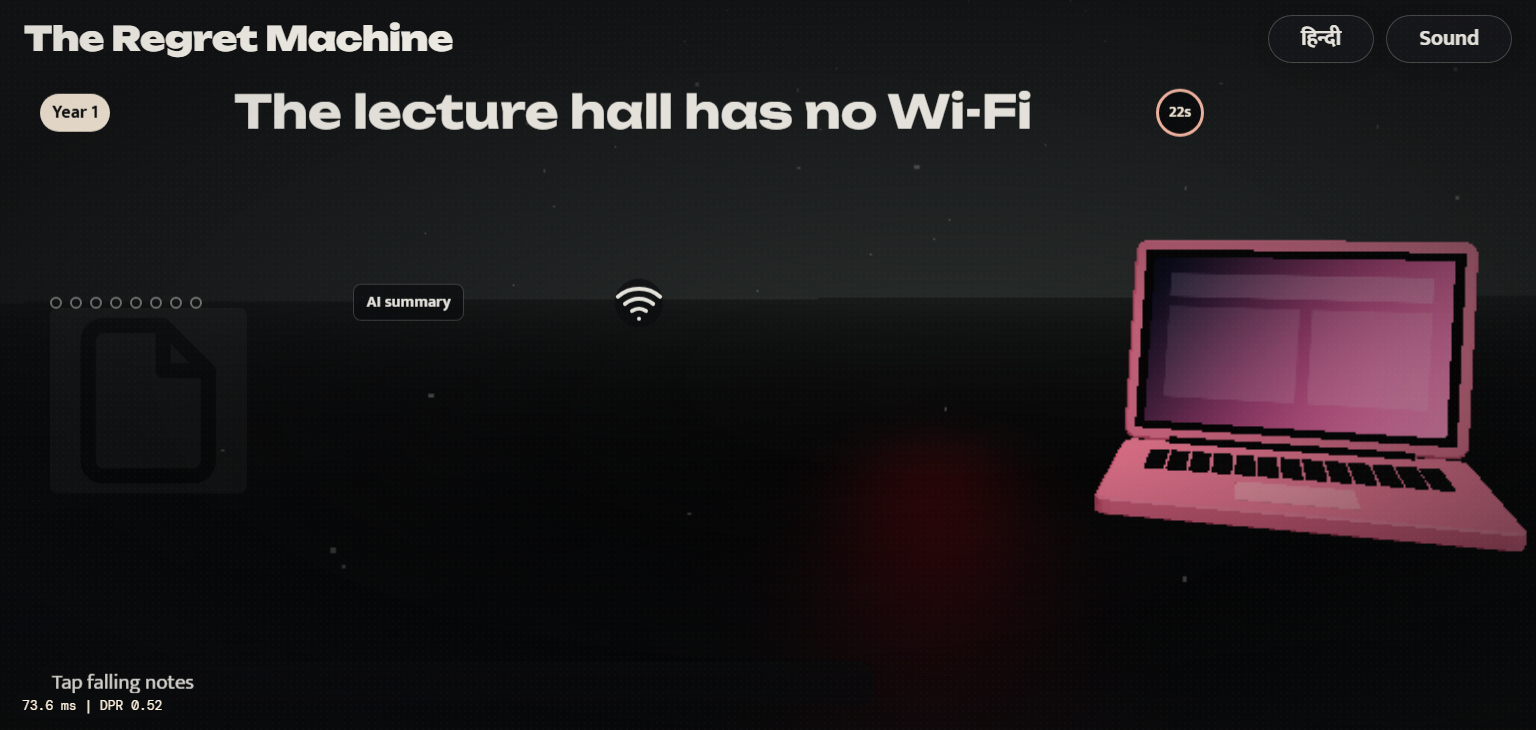 The Regret Machine
हिन्दी
Sound
Year 1
The lecture hall has no Wi-Fi
22s
AI summary
Tap falling notes
73.6 ms | DPR 0.52